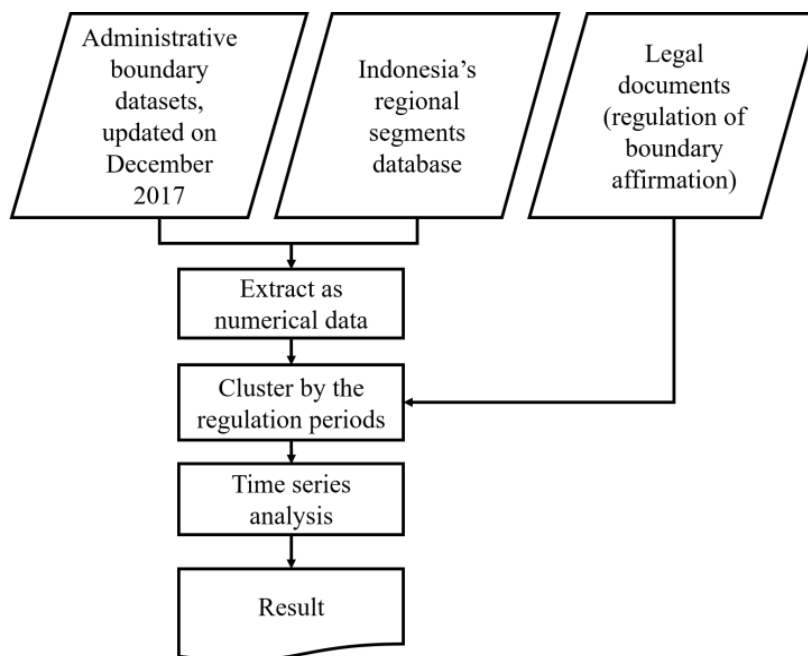 Administrative
boundary
datasets,
updated on
December
2017
Indonesia’s
regional
segments
database
Legal
documents
(regulation of
boundary
affirmation)
Extract as
numerical data
Cluster by the
regulation periods
Time series
analysis
Result